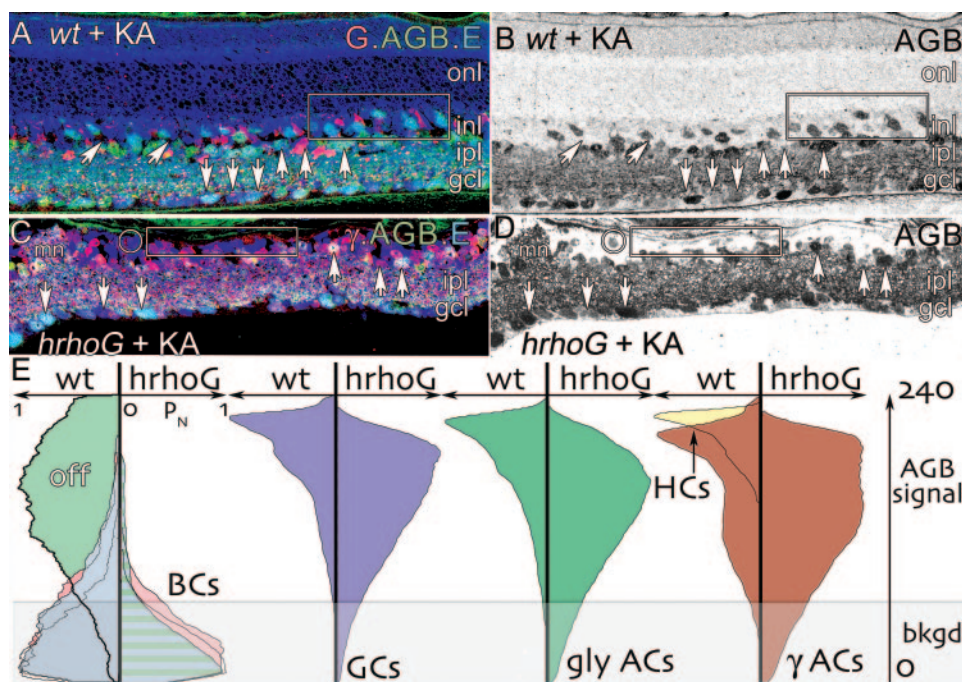 A wt + KA
G.AGB.E
onl
inl
ipl
gcl
B wt + KA
AGB
onl
inl
ipl
gcl
C
mn
γ.AGB.E
ipl
gcl
hrhoG + KA
D
mn
AGB
ipl
gcl
hrhoG + KA
E
wt hrhoG
wt hrhoG
wt hrhoG
wt hrhoG
240
1 0 PN 1
off
BCs
GCs
gly ACs
HCs
γ ACs
AGB
signal
bkgd
0